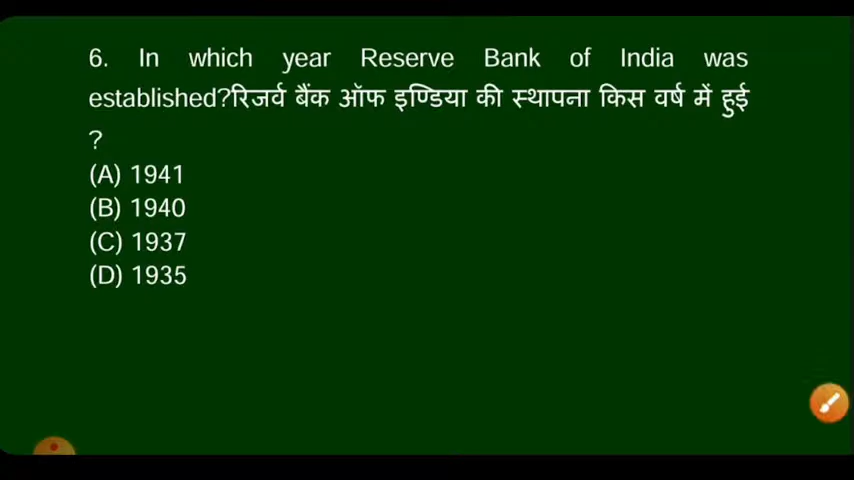 6. In which year Reserve Bank of India was
established?रिजर्व बैंक ऑफ इण्डिया की स्थापना किस वर्ष में हुई
?
(A) 1941
(B) 1940
(C) 1937
(D) 1935